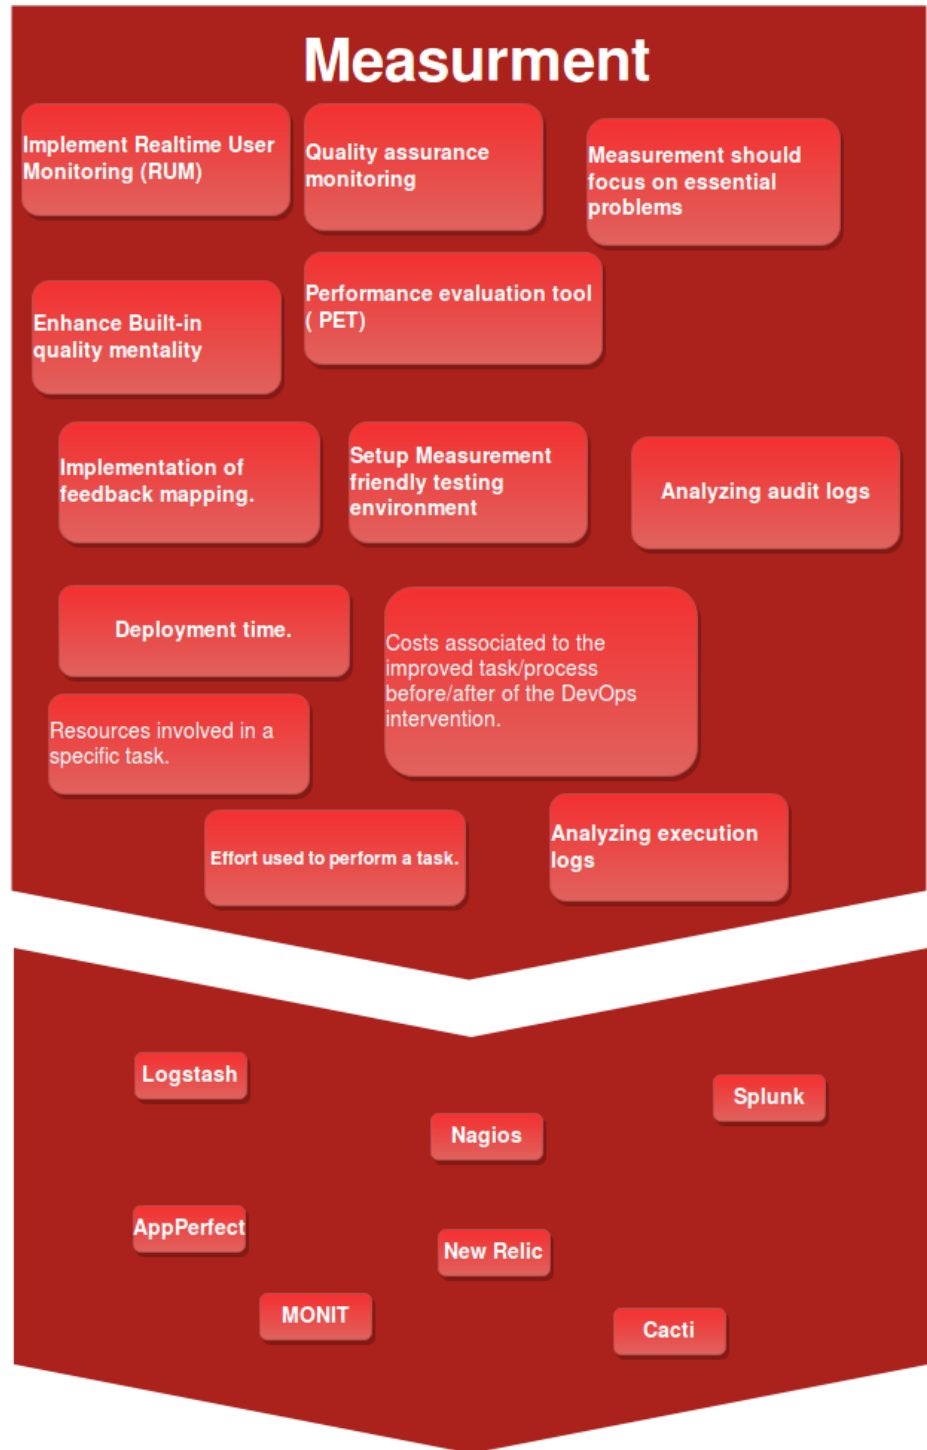 Measurment
Implement Realtime User
Monitoring (RUM)
Quality assurance
monitoring
Measurement should
focus on essential
problems
Enhance Built-in
quality mentality
Performance evaluation tool
( PET)
Implementation of
feedback mapping.
Setup Measurement
friendly testing
environment
Analyzing audit logs
Deployment time.
Costs associated to the
improved task/process
before/after of the DevOps
intervention.
Resources involved in a
specific task.
Effort used to perform a task.
Analyzing execution
logs
Logstash
Splunk
Nagios
AppPerfect
New Relic
MONIT
Cacti